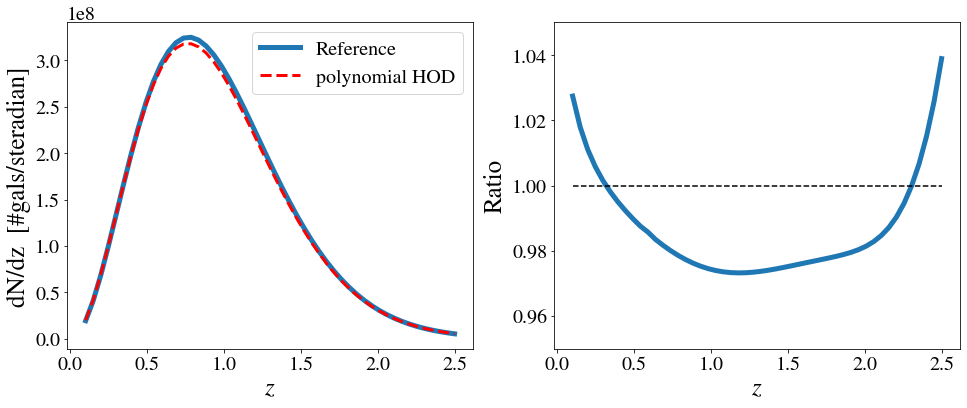 1e8
dN/dz [#gals/steradian]
3.0
2.5
2.0
1.5
1.0
0.5
0.0
Reference
polynomial HOD
0.0 0.5 1.0 1.5 2.0 2.5
z
Ratio
1.04
1.02
1.00
0.98
0.96
0.0 0.5 1.0 1.5 2.0 2.5
z